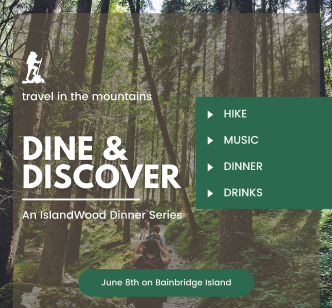 travel in the mountains
DINE &
DISCOVER
An IslandWood Dinner Series
HIKE
MUSIC
DINNER
DRINKS
June 8th on Bainbridge Island